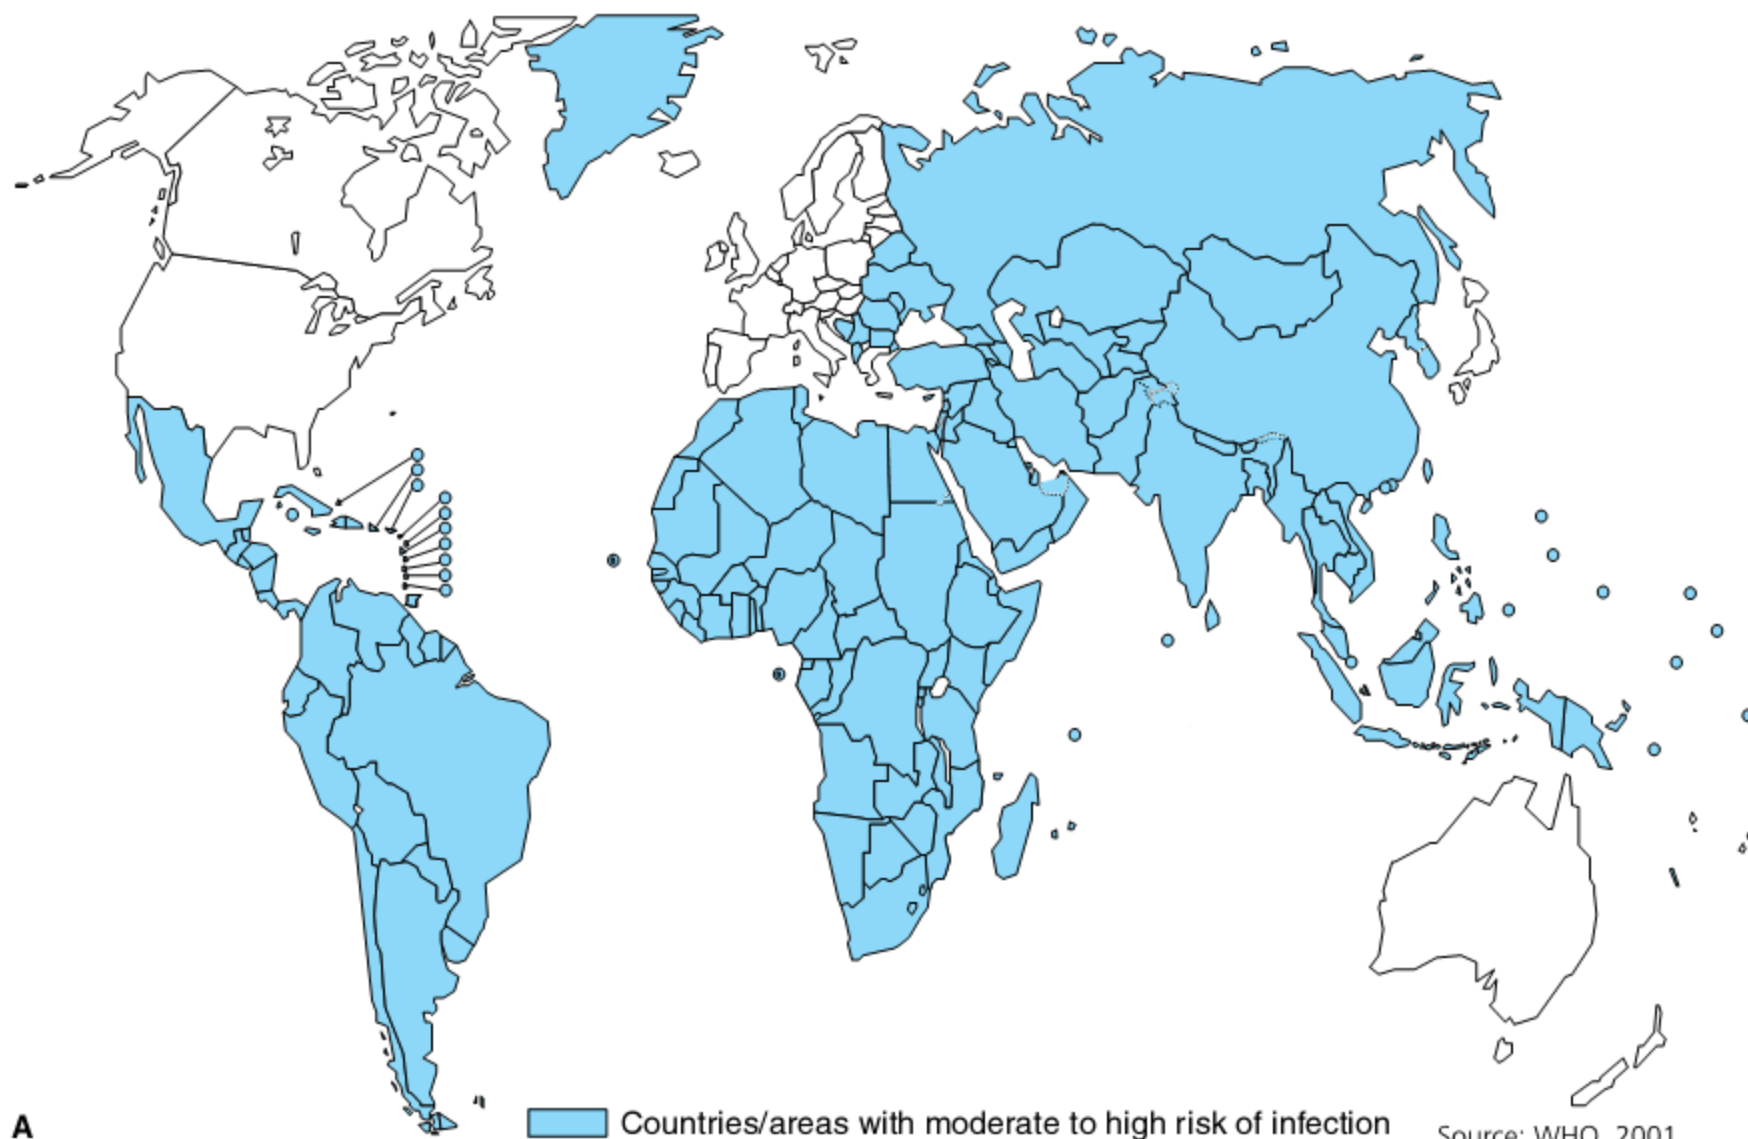 A
Countries/areas with moderate to high risk of infection
Source: WHO, 2001